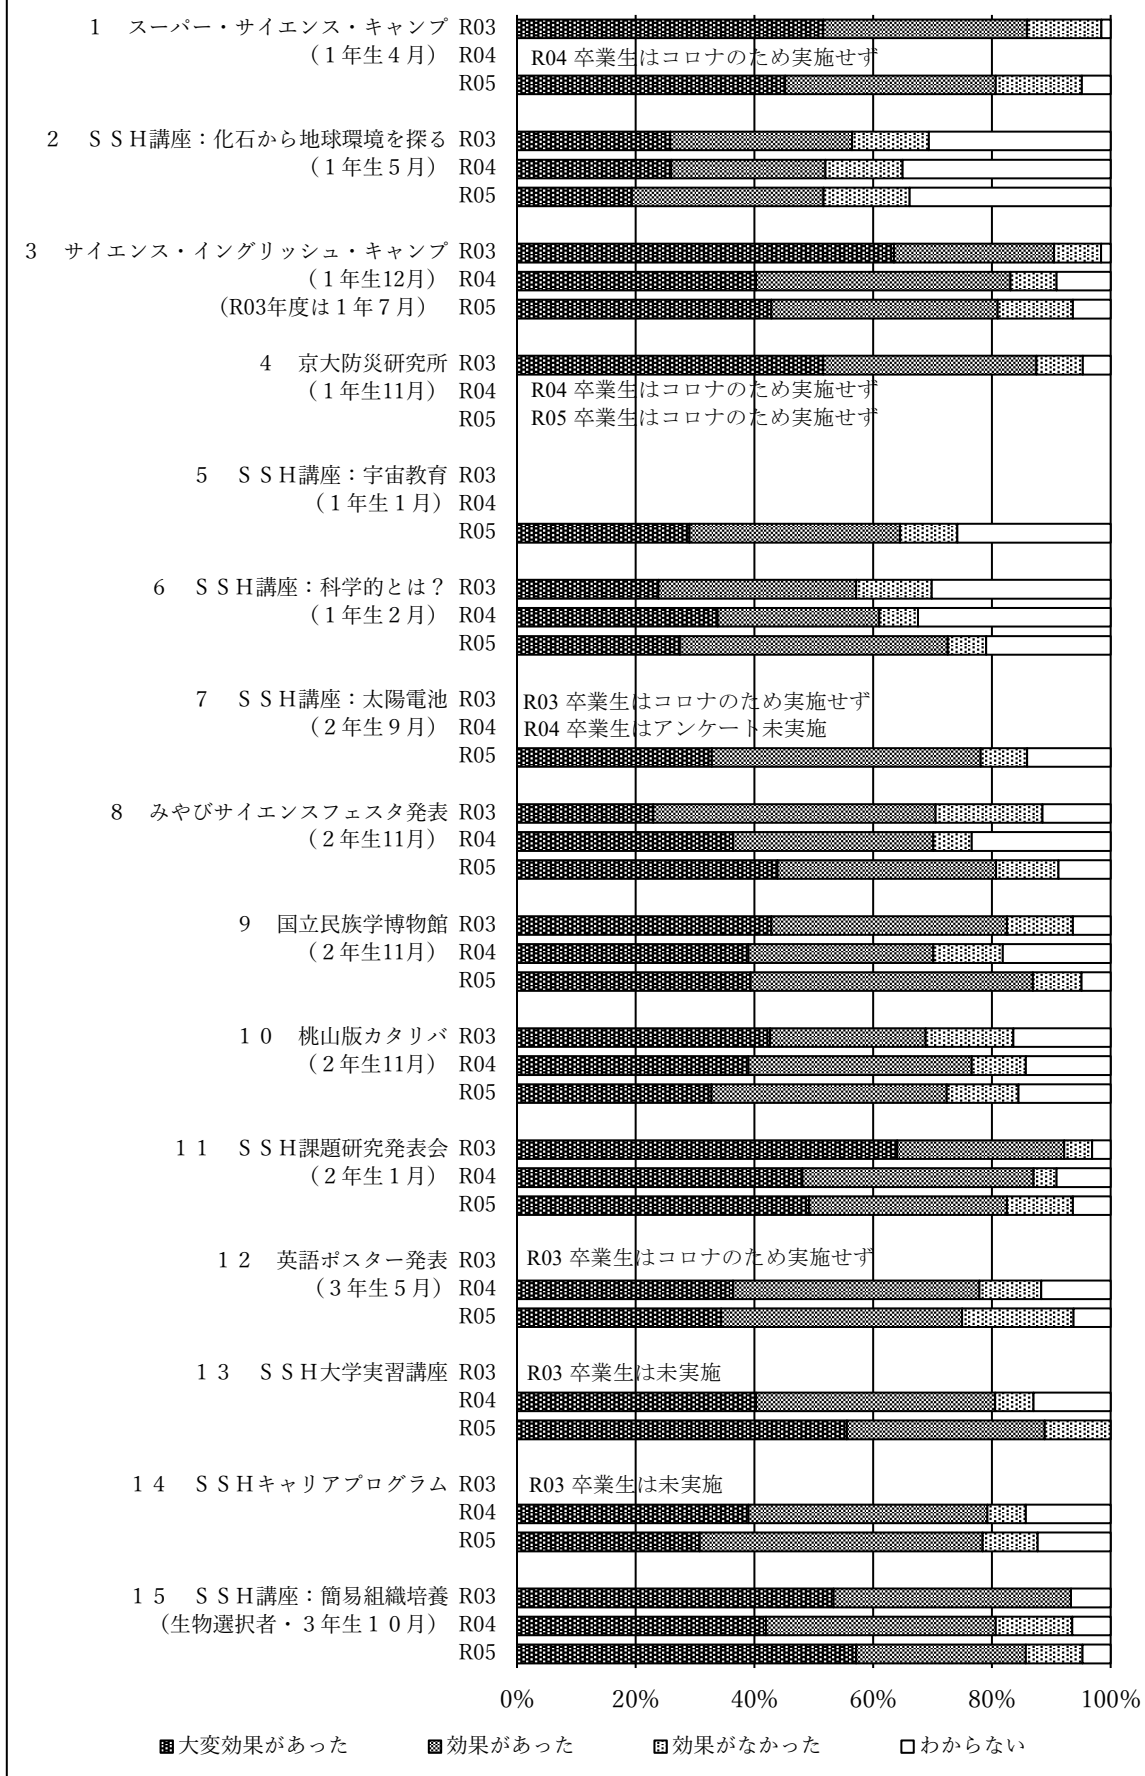 1　スーパー・サイエンス・キャンプ R03
（１年生４月） R04 R04 卒業生はコロナのため実施せず
R05
2　ＳＳＨ講座：化石から地球環境を探る R03
（１年生５月） R04
R05
3　サイエンス・イングリッシュ・キャンプ R03
（１年生12月） R04
（R03年度は１年７月） R05
4　京大防災研究所 R03
（１年生11月） R04 R04 卒業生はコロナのため実施せず
R05 R05 卒業生はコロナのため実施せず
5　ＳＳＨ講座：宇宙教育 R03
（１年生１月） R04
R05
6　ＳＳＨ講座：科学的とは？ R03
（１年生２月） R04
R05
7　ＳＳＨ講座：太陽電池 R03 R03 卒業生はコロナのため実施せず
（２年生９月） R04 R04 卒業生はアンケート未実施
R05
8　みやびサイエンスフェスタ発表 R03
（２年生11月） R04
R05
9　国立民族学博物館 R03
（２年生11月） R04
R05
１０　桃山版カタリバ R03
（２年生11月） R04
R05
１１　ＳＳＨ課題研究発表会 R03
（２年生１月） R04
R05
１２　英語ポスター発表 R03 R03 卒業生はコロナのため実施せず
（３年生５月） R04
R05
１３　ＳＳＨ大学実習講座 R03 R03 卒業生は未実施
R04
R05
１４　ＳＳＨキャリアプログラム R03 R03 卒業生は未実施
R04
R05
１５　ＳＳＨ講座：簡易組織培養 R03
（生物選択者・３年生１０月） R04
R05
0% 20% 40% 60% 80% 100%
大変効果があった 効果があった 効果がなかった わからない